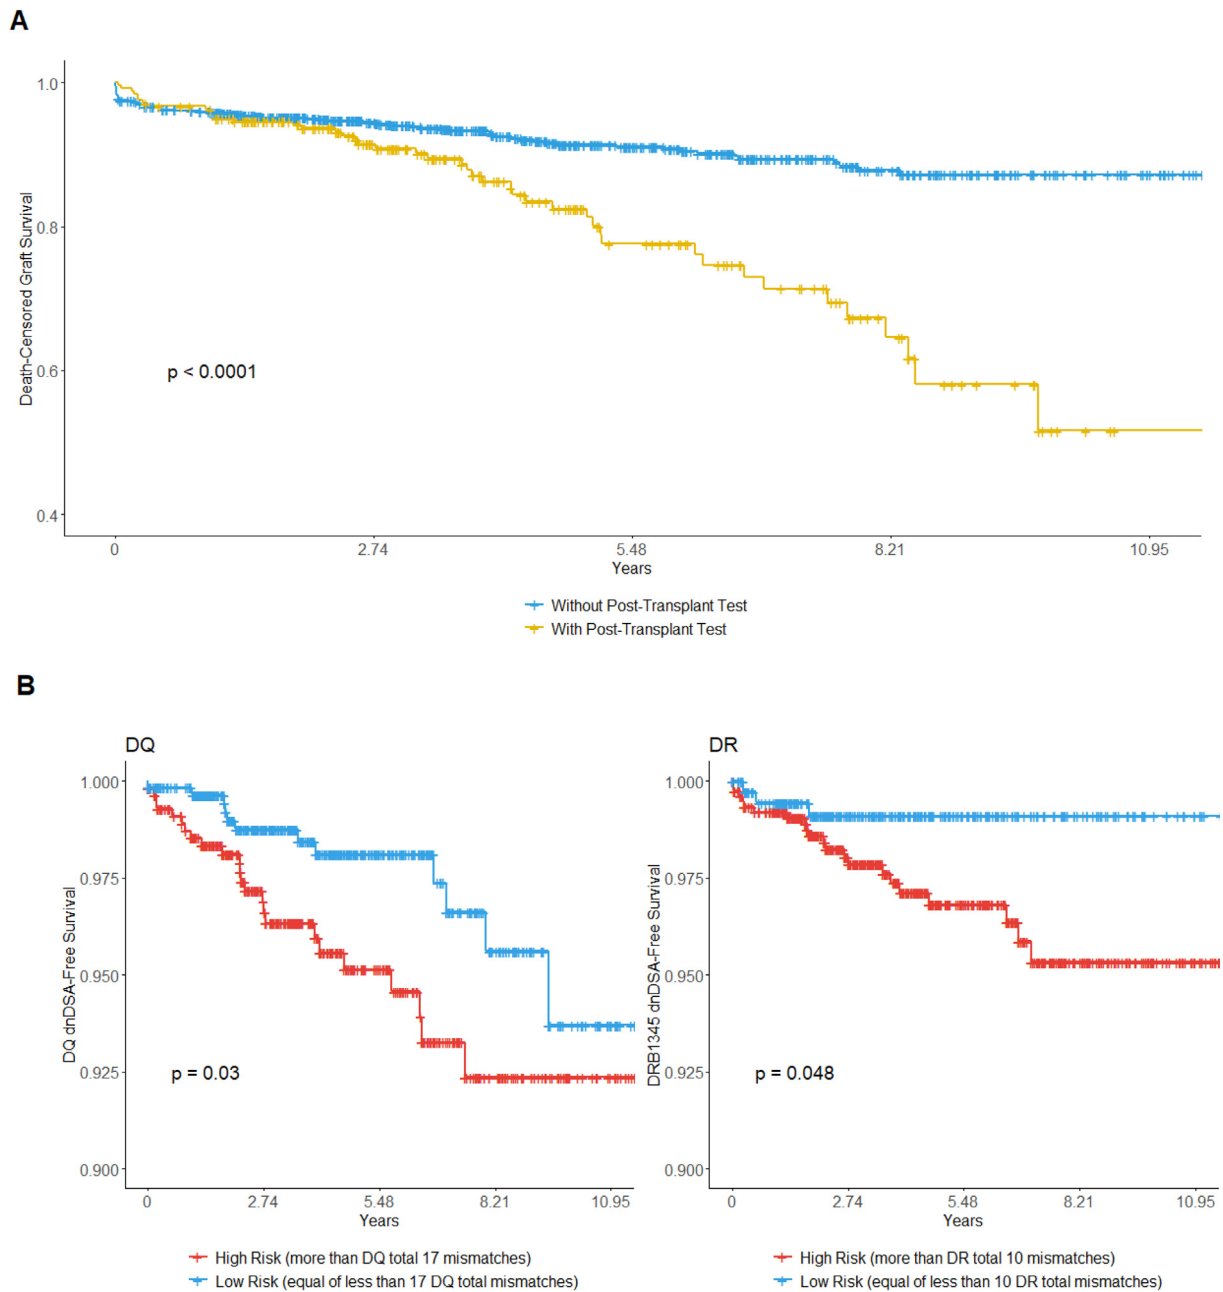 A
Death-Censored Graft Survival
1.0
0.8
0.6
0.4
p < 0.0001
0 2.74 5.48 8.21 10.95
Years
Without Post-Transplant Test
With Post-Transplant Test
B
DQ
DQ dnDSA-Free Survival
1.000
0.975
0.950
0.925
0.900
p = 0.03
0 2.74 5.48 8.21 10.95
Years
High Risk (more than DQ total 17 mismatches)
Low Risk (equal of less than 17 DQ total mismatches)
DR
DRB1345 dnDSA-Free Survival
1.000
0.975
0.950
0.925
0.900
p = 0.048
0 2.74 5.48 8.21 10.95
Years
High Risk (more than DR total 10 mismatches)
Low Risk (equal of less than 10 DR total mismatches)